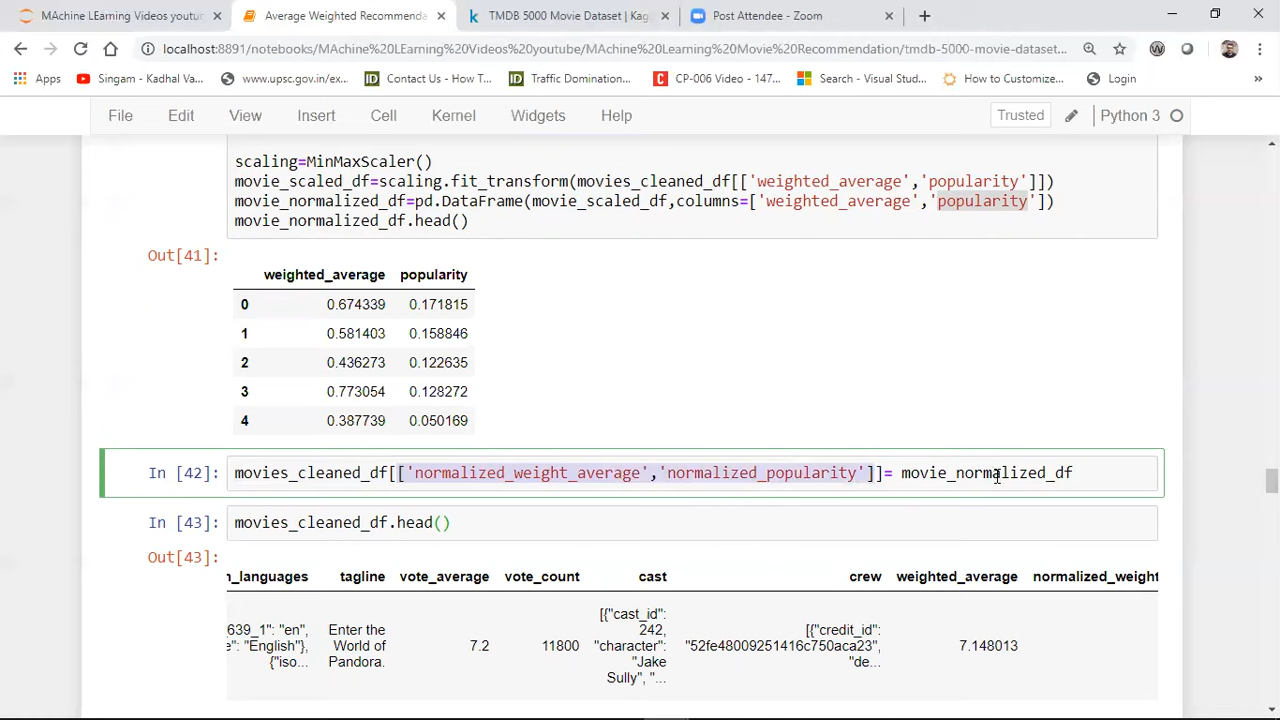 MAchine LEarning Videos youtu
Average Weighted Recommenda
TMDB 5000 Movie Dataset | Kag
Post Attendee - Zoom
localhost:8891/notebooks/MAchine%20LEarning%20Videos%20youtube/MAchine%20Learning%20Movie%20Recommendation/tmdb-5000-movie-dataset...
Apps
Singam - Kadhal Va...
www.upsc.gov.in/ex...
Contact Us - How T...
Traffic Domination...
CP-006 Video - 147...
Search - Visual Stud...
How to Customize...
Login
»
File Edit View Insert Cell Kernel Widgets Help Trusted Python 3
scaling=MinMaxScaler()
movie_scaled_df=scaling.fit_transform(movies_cleaned_df[['weighted_average','popularity']])
movie_normalized_df=pd.DataFrame(movie_scaled_df,columns=['weighted_average','popularity'])
movie_normalized_df.head()
Out[41]:
weighted_average popularity
0 0.674339 0.171815
1 0.581403 0.158846
2 0.436273 0.122635
3 0.773054 0.128272
4 0.387739 0.050169
In [42]: movies_cleaned_df[['normalized_weight_average','normalized_popularity']]= movie_normalized_df
In [43]: movies_cleaned_df.head()
Out[43]:
n_languages tagline vote_average vote_count cast crew weighted_average normalized_weight
639_1": "en", "e": "English"}, {"iso...
Enter the World of Pandora.
7.2
11800
[{"cast_id": 242, "character": "Jake Sully", "...
[{"credit_id": "52fe48009251416c750aca23", "de...
7.148013